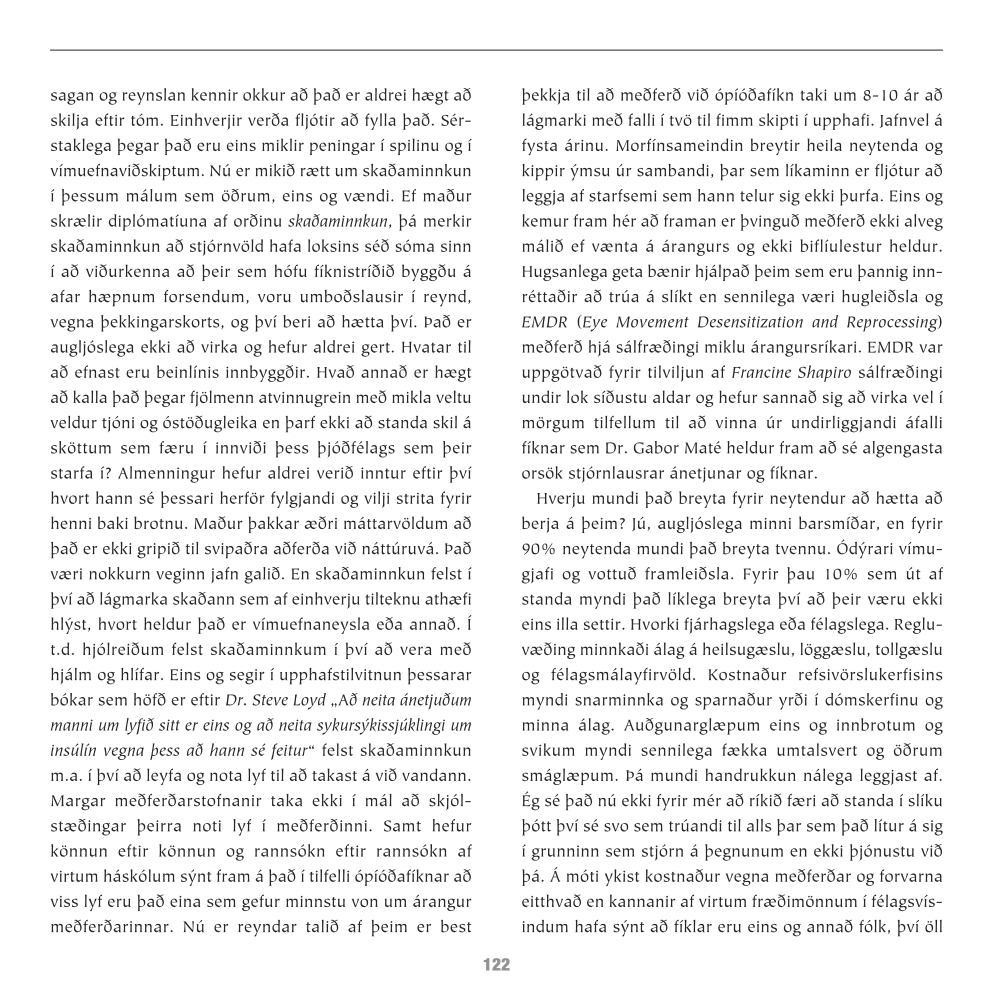 sagan og reynslan kennir okkur að það er aldrei hægt að
skilja eftir tóm. Einhverjir verða fljótir að fylla það. Sér-
staklega þegar það eru eins miklir peningar í spilinu og í
vímuefnaviðskiptum. Nú er mikið rætt um skaðaminnkun
í þessum málum sem öðrum, eins og vændi. Ef maður
skrælir diplómatíuna af orðinu skaðaminnkun, þá merkir
skaðaminnkun að stjórnvöld hafa loksins séð sóma sinn
í að viðurkenna að þeir sem hófu fíknistríðið byggðu á
afar hæpnum forsendum, voru umboðslausir í reynd,
vegna þekkingarskorts, og því beri að hætta því. Það er
augljóslega ekki að virka og hefur aldrei gert. Hvatar til
að efnast eru beinlínis innbyggðir. Hvað annað er hægt
að kalla það þegar fjölmenn atvinnugrein með mikla veltu
veldur tjóni og óstöðugleika en þarf ekki að standa skil á
sköttum sem færu í innviði þess þjóðfélags sem þeir
starfa í? Almenningur hefur aldrei verið inntur eftir því
hvort hann sé þessari herför fylgjandi og vilji strita fyrir
henni baki brotnu. Maður þakkar æðri máttarvöldum að
það er ekki gripið til svipaðra aðferða við náttúruvá. Það
væri nokkurn veginn jafn galið. En skaðaminnkun felst í
því að lágmarka skaðann sem af einhverju tilteknu athæfi
hlýst, hvort heldur það er vímuefnaneysla eða annað. Í
t.d. hjólreiðum felst skaðaminnkum í því að vera með
hjálm og hlífar. Eins og segir í upphafstilvitnun þessarar
bókar sem höfð er eftir Dr. Steve Loyd „Að neita ánetjuðum
manni um lyfið sitt er eins og að neita sykursýkissjúklingi um
insúlín vegna þess að hann sé feitur“ felst skaðaminnkun
m.a. í því að leyfa og nota lyf til að takast á við vandann.
Margar meðferðarstofnanir taka ekki í mál að skjól-
stæðingar þeirra noti lyf í meðferðinni. Samt hefur
könnun eftir könnun og rannsókn eftir rannsókn af
virtum háskólum sýnt fram á það í tilfelli ópíóðafíknar að
viss lyf eru það eina sem gefur minnstu von um árangur
meðferðarinnar. Nú er reyndar talið af þeim er best
þekkja til að meðferð við ópíóðafíkn taki um 8-10 ár að
lágmarki með falli í tvö til fimm skipti í upphafi. Jafnvel á
fysta árinu. Morfínsameindin breytir heila neytenda og
kippir ýmsu úr sambandi, þar sem líkaminn er fljótur að
leggja af starfsemi sem hann telur sig ekki þurfa. Eins og
kemur fram hér að framan er þvinguð meðferð ekki alveg
málið ef vænta á árangurs og ekki biflíulestur heldur.
Hugsanlega geta bænir hjálpað þeim sem eru þannig inn-
réttaðir að trúa á slíkt en sennilega væri hugleiðsla og
EMDR (Eye Movement Desensitization and Reprocessing)
meðferð hjá sálfræðingi miklu árangursríkari. EMDR var
uppgötvað fyrir tilviljun af Francine Shapiro sálfræðingi
undir lok síðustu aldar og hefur sannað sig að virka vel í
mörgum tilfellum til að vinna úr undirliggjandi áfalli
fíknar sem Dr. Gabor Maté heldur fram að sé algengasta
orsök stjórnlausrar ánetjunar og fíknar.
Hverju mundi það breyta fyrir neytendur að hætta að
berja á þeim? Jú, augljóslega minni barsmíðar, en fyrir
90% neytenda mundi það breyta tvennu. Ódýrari vímu-
gjafi og vottuð framleiðsla. Fyrir þau 10% sem út af
standa myndi það líklega breyta því að þeir væru ekki
eins illa settir. Hvorki fjárhagslega eða félagslega. Reglu-
væðing minnkaði álag á heilsugæslu, löggæslu, tollgæslu
og félagsmálayfirvöld. Kostnaður refsivörslukerfisins
myndi snarminnka og sparnaður yrði í dómskerfinu og
minna álag. Auðgunarglæpum eins og innbrotum og
svikum myndi sennilega fækka umtalsvert og öðrum
smáglæpum. Þá mundi handrukkun nálega leggjast af.
Ég sé það nú ekki fyrir mér að ríkið færi að standa í slíku
þótt því sé svo sem trúandi til alls þar sem það lítur á sig
í grunninn sem stjórn á þegnunum en ekki þjónustu við
þá. Á móti ykist kostnaður vegna meðferðar og forvarna
eitthvað en kannanir af virtum fræðimönnum í félagsvís-
indum hafa sýnt að fíklar eru eins og annað fólk, því öll
122